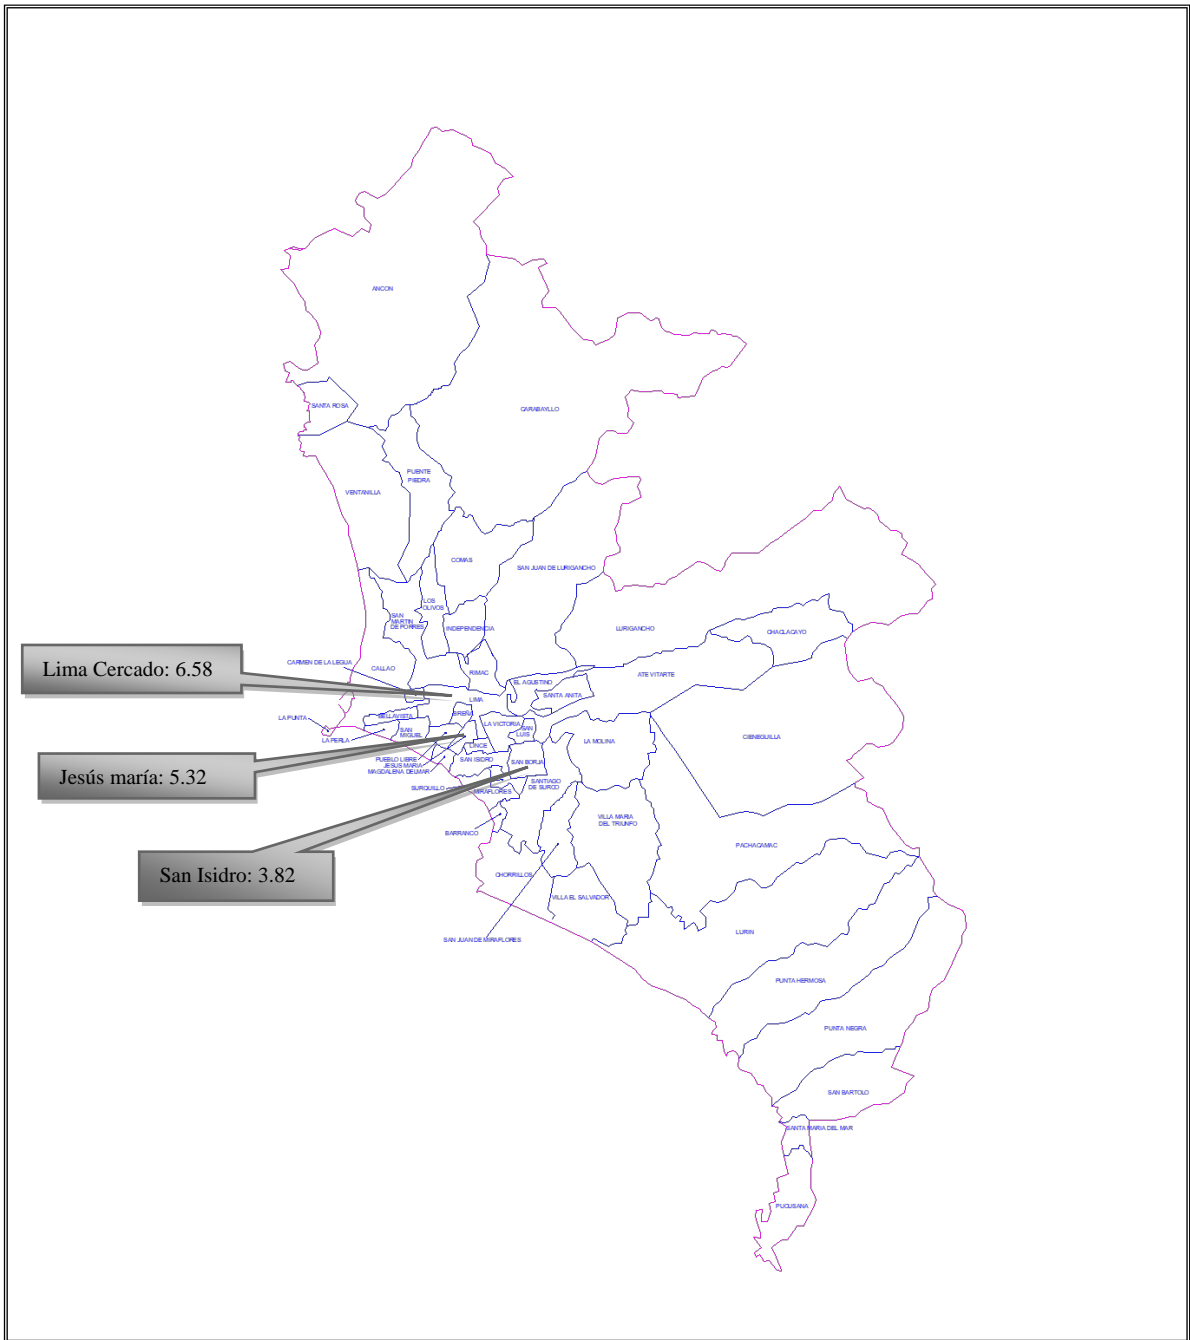 ANCON
SANTA ROSA
CARABAYLLO
PUENTE
PIEDRA
VENTANILLA
COMAS
SAN JUAN DE LURIGANCHO
LOS
OLIVOS
SAN
MARTIN
DE PORRES
INDEPENDENCIA
LURIGANCHO
CHACLACAYO
Lima Cercado: 6.58
CARMEN DE LA LEGUA
CALLAO
RIMAC
EL AGUSTINO
SANTA ANITA
ATE VITARTE
LIMA
BREÑA
LA PUNTA
BELLAVISTA
LA VICTORIA
SAN
LUIS
LA PERLA
SAN
MIGUEL
LINCE
LA MOLINA
CIENEGUILLA
Jesús maría: 5.32
PUEBLO LIBRE
JESUS MARIA
MAGDALENA DEL MAR
SAN ISIDRO
SAN BORJA
SURQUILLO
MIRAFLORES
SANTIAGO
DE SURCO
BARRANCO
VILLA MARIA
DEL TRIUNFO
PACHACAMAC
San Isidro: 3.82
CHORRILLOS
VILLA EL SALVADOR
SAN JUAN DE MIRAFLORES
LURIN
PUNTA HERMOSA
PUNTA NEGRA
SAN BARTOLO
SANTA MARIA DEL MAR
PUCUSANA